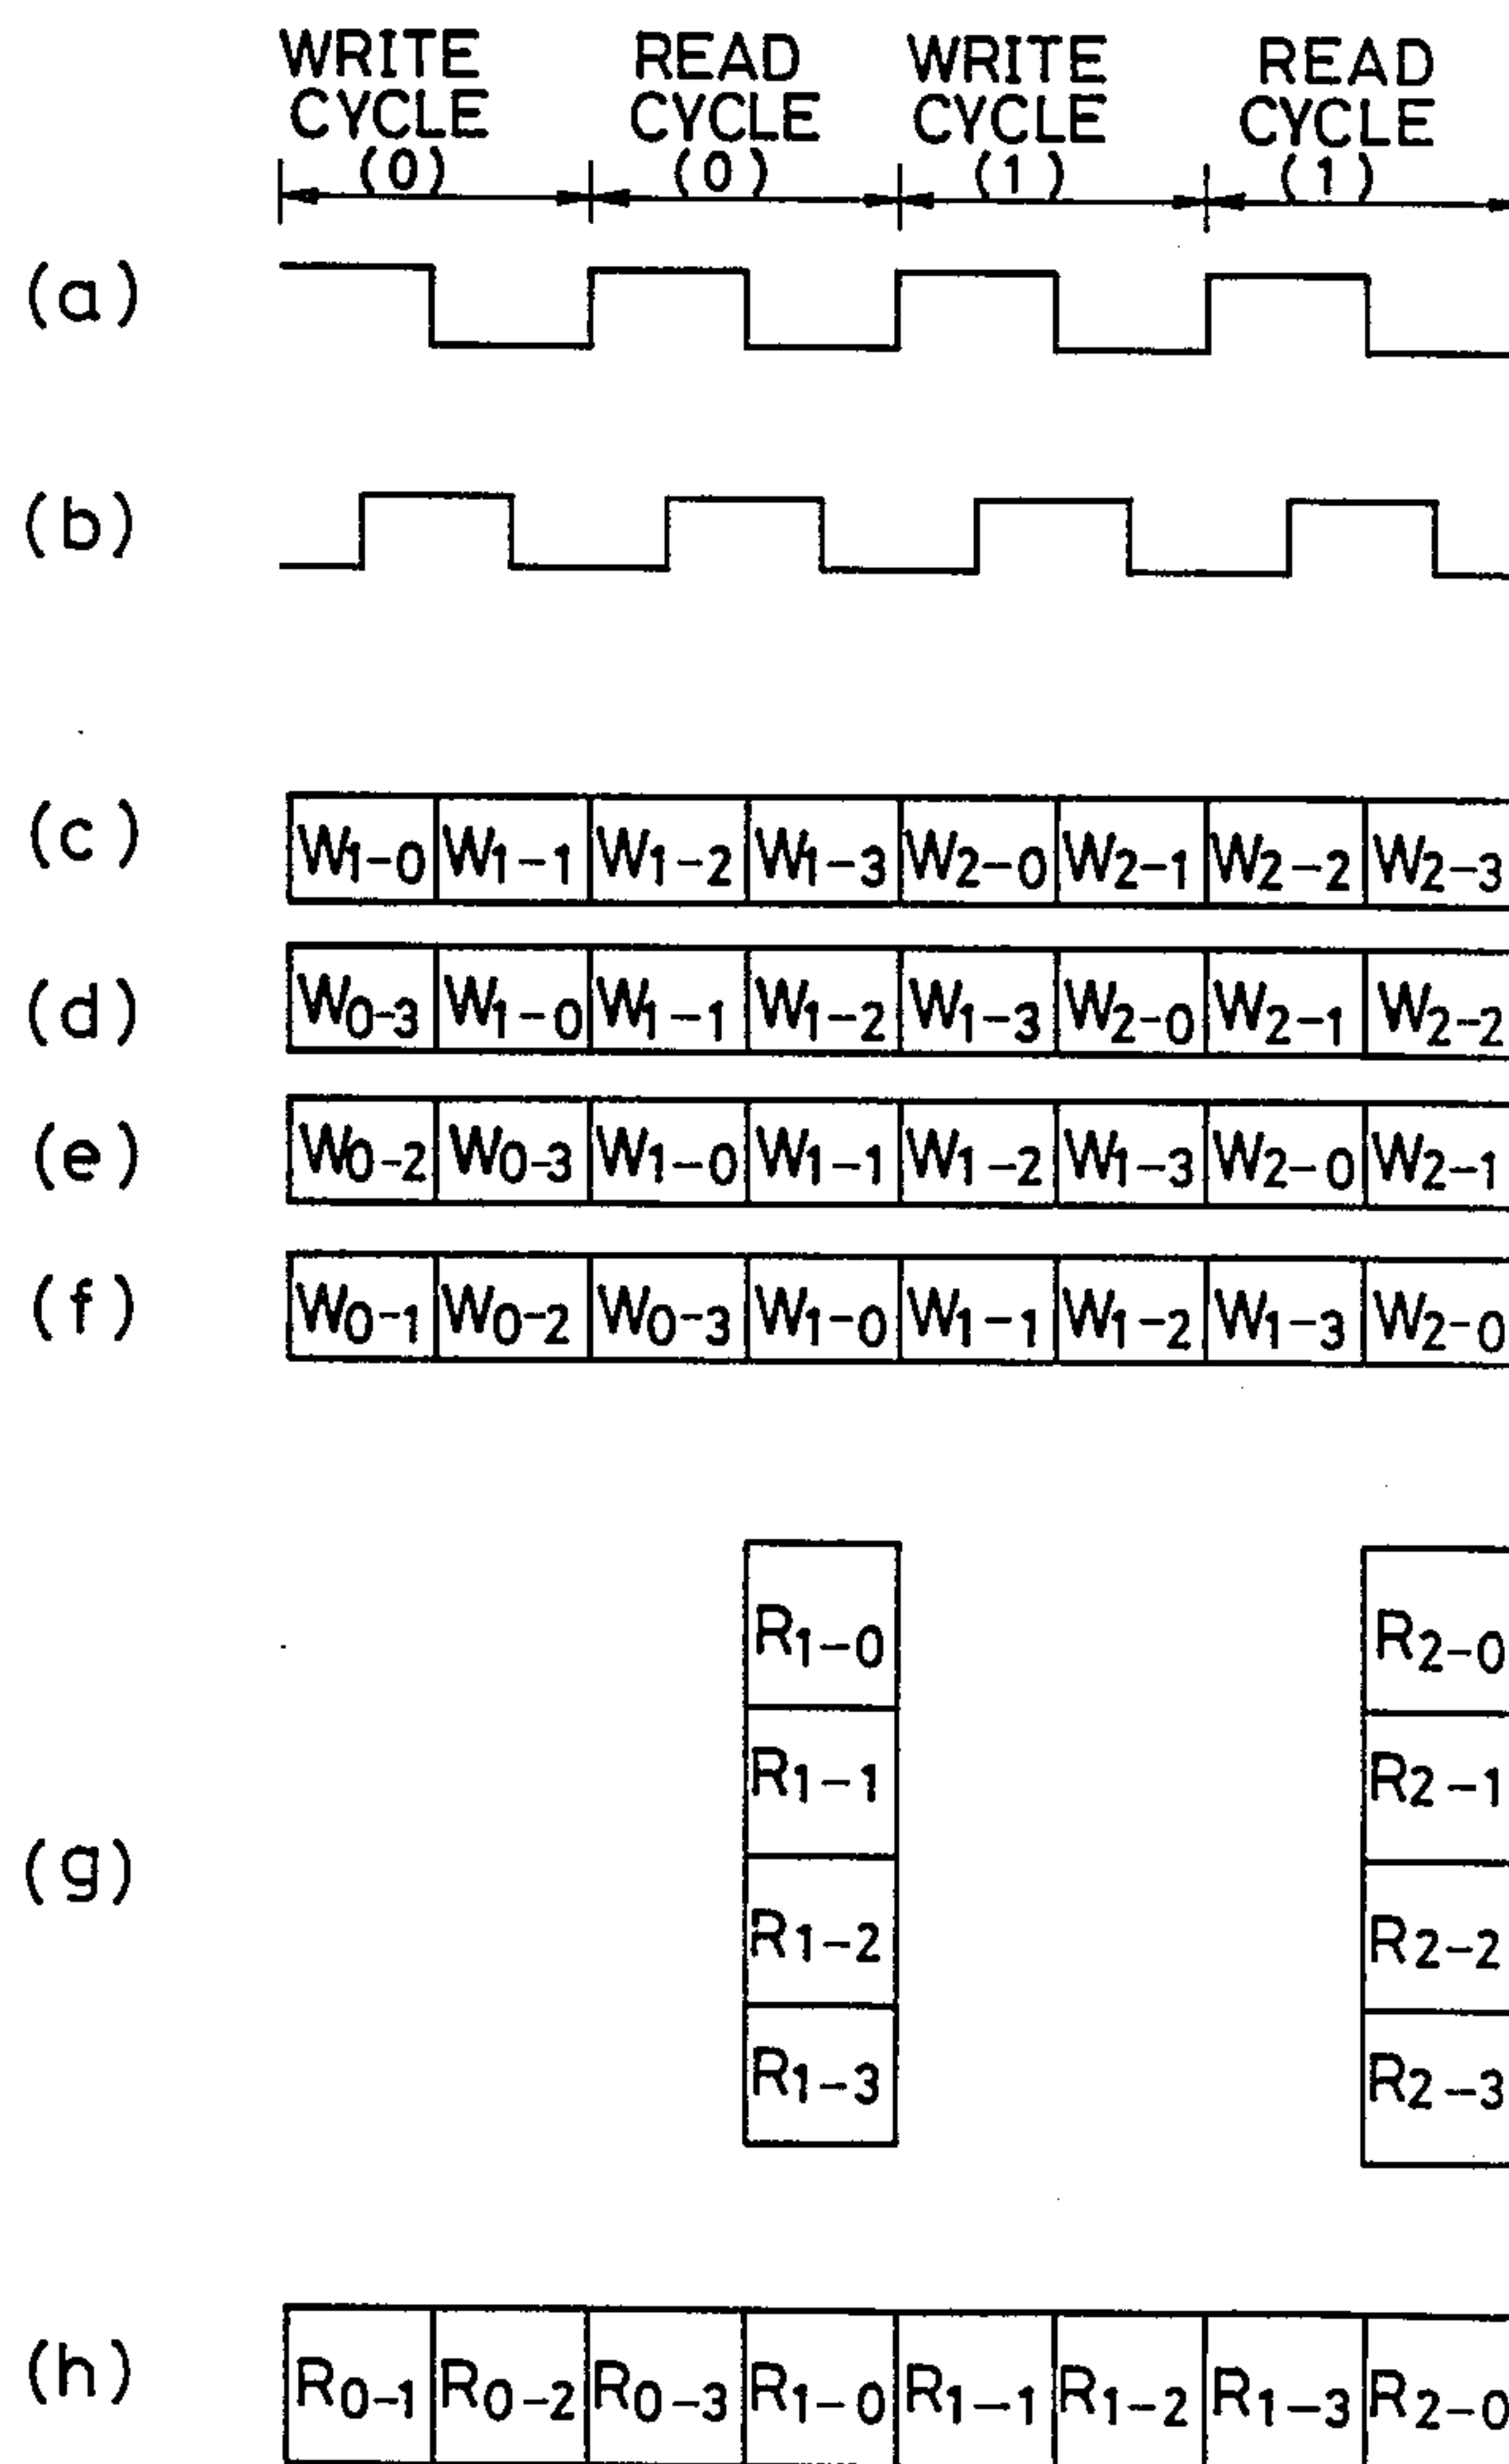 WRITE READ WRITE READ
CYCLE CYCLE CYCLE CYCLE
(0) (0) (1) (1)
(a)
(b)
(c) W1-0 W1-1 W1-2 W1-3 W2-0 W2-1 W2-2 W2-3
(d) W0-3 W1-0 W1-1 W1-2 W1-3 W2-0 W2-1 W2-2
(e) W0-2 W0-3 W1-0 W1-1 W1-2 W1-3 W2-0 W2-1
(f) W0-1 W0-2 W0-3 W1-0 W1-1 W1-2 W1-3 W2-0
R1-0 R2-0
R1-1 R2-1
(g)
R1-2 R2-2
R1-3 R2-3
(h) R0-1 R0-2 R0-3 R1-0 R1-1 R1-2 R1-3 R2-0